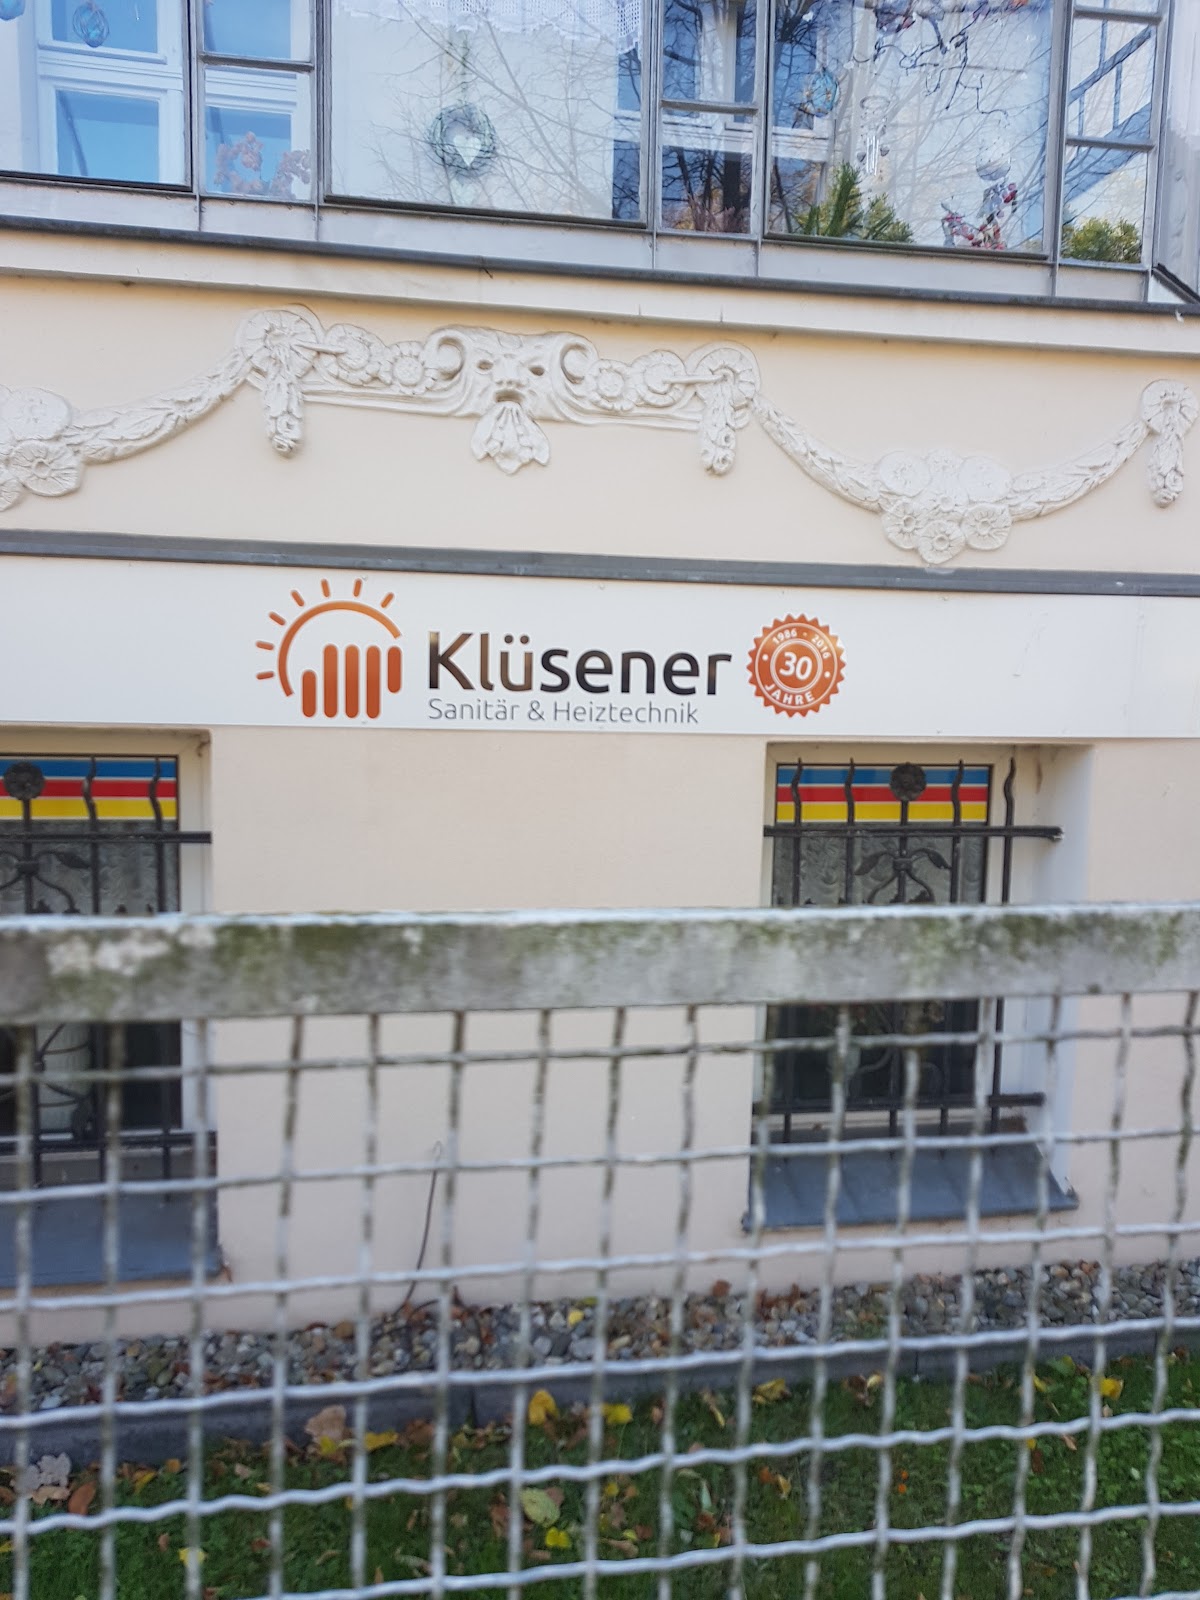 Klüsener
Sanitär & Heiztechnik
1986 · 2016
30
JAHRE